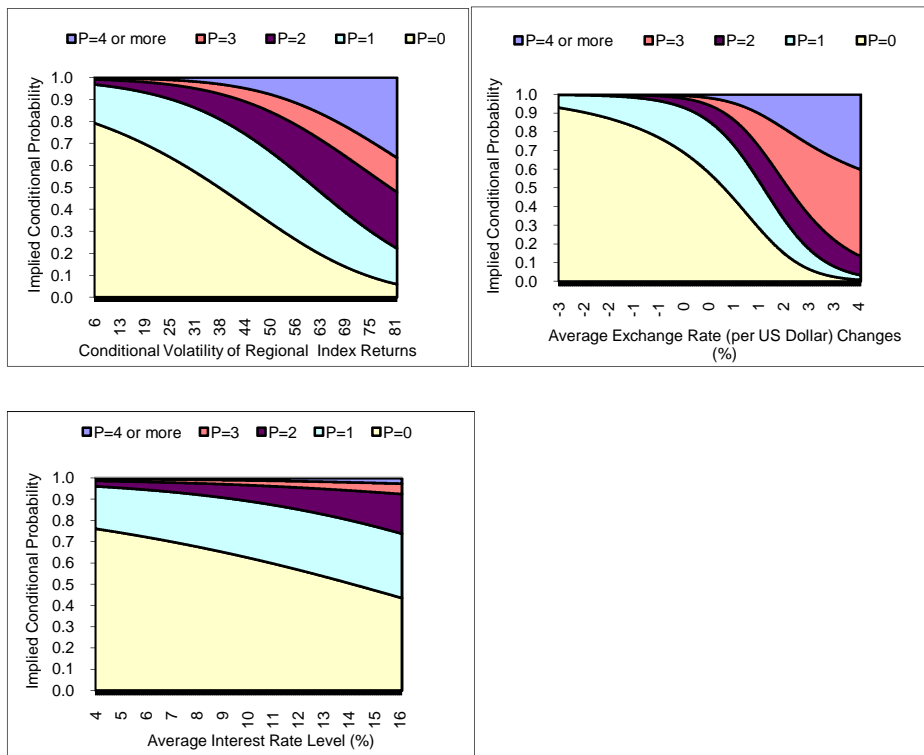 P=4 or more P=3 P=2 P=1 P=0
Implied Conditional Probability
1.0
0.9
0.8
0.7
0.6
0.5
0.4
0.3
0.2
0.1
0.0
6 13 19 25 31 38 44 50 56 63 69 75 81
Conditional Volatility of Regional Index Returns
P=4 or more P=3 P=2 P=1 P=0
Implied Conditional Probability
1.0
0.9
0.8
0.7
0.6
0.5
0.4
0.3
0.2
0.1
0.0
-3 -2 -2 -1 -1 0 0 1 1 2 3 3 4
Average Exchange Rate (per US Dollar) Changes
(%)
P=4 or more P=3 P=2 P=1 P=0
Implied Conditional Probability
1.0
0.9
0.8
0.7
0.6
0.5
0.4
0.3
0.2
0.1
0.0
4 5 6 7 8 9 10 11 12 13 14 15 16
Average Interest Rate Level (%)